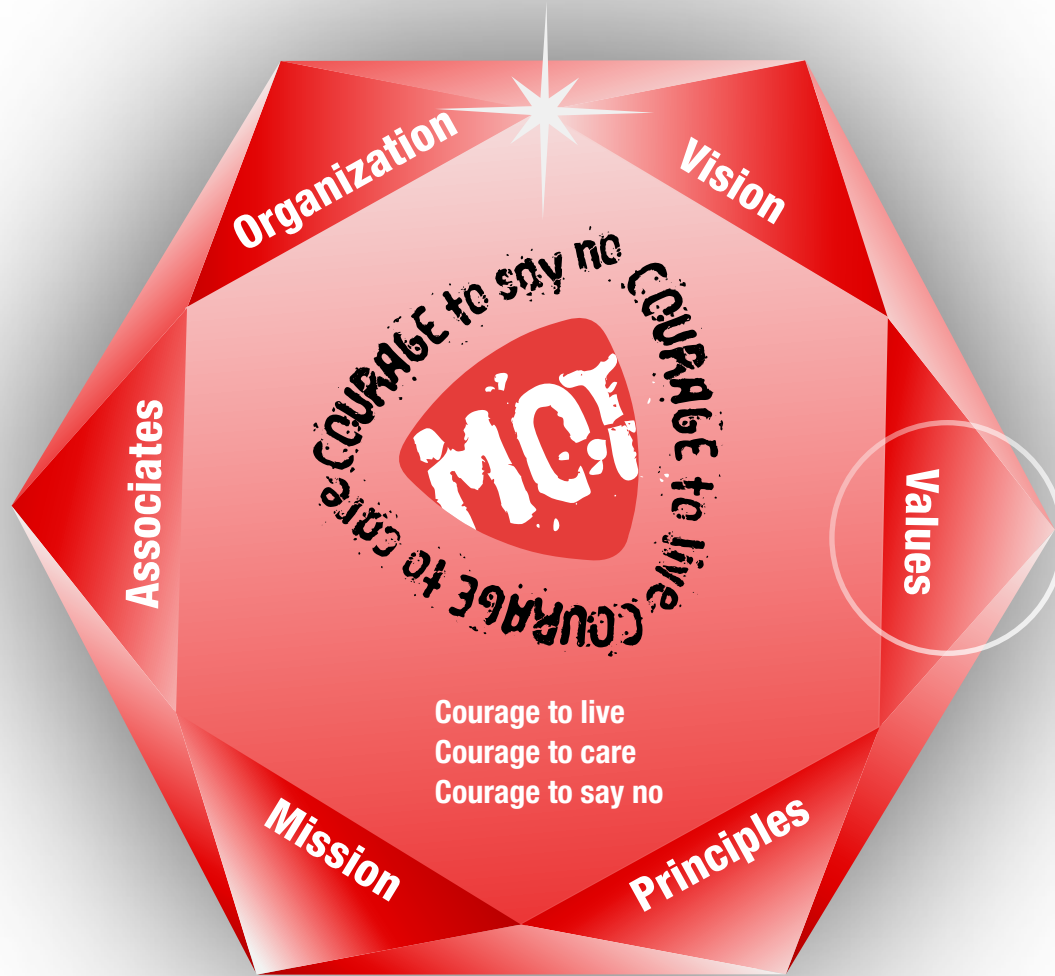 Organization
Vision
COURAGE to say no
COURAGE to live
COURAGE to care
MOT
Associates
Values
Courage to live
Courage to care
Courage to say no
Mission
Principles